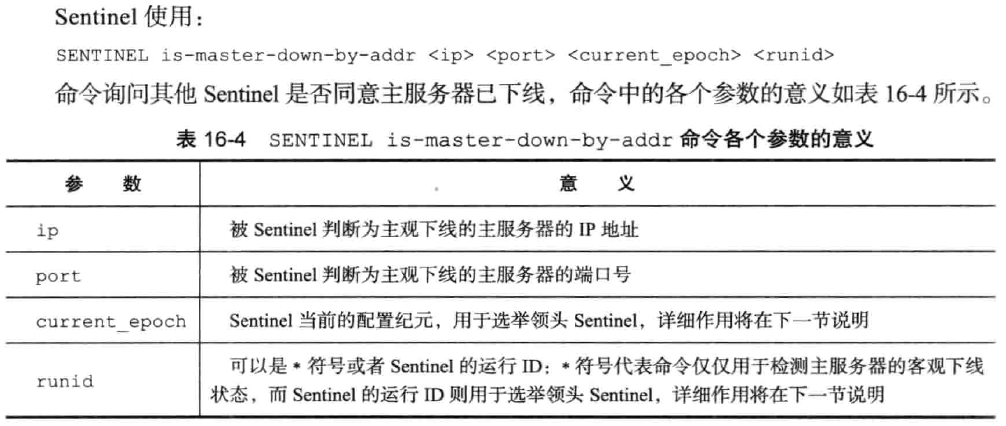 Sentinel 使用：
SENTINEL is-master-down-by-addr <ip> <port> <current_epoch> <runid>
命令询问其他 Sentinel 是否同意主服务器已下线，命令中的各个参数的意义如表 16-4 所示。
表 16-4 SENTINEL is-master-down-by-addr 命令各个参数的意义
参 数 意 义
ip 被 Sentinel 判断为主观下线的主服务器的 IP 地址
port 被 Sentinel 判断为主观下线的主服务器的端口号
current_epoch Sentinel 当前的配置纪元，用于选举领头 Sentinel，详细作用将在下一节说明
runid 可以是 * 符号或者 Sentinel 的运行 ID：* 符号代表命令仅仅用于检测主服务器的客观下线
状态，而 Sentinel 的运行 ID 则用于选举领头 Sentinel，详细作用将在下一节说明